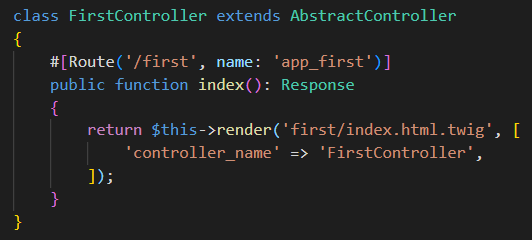 class FirstController extends AbstractController
{
    #[Route('/first', name: 'app_first')]
    public function index(): Response
    {
        return $this->render('first/index.html.twig', [
            'controller_name' => 'FirstController',
        ]);
    }
}